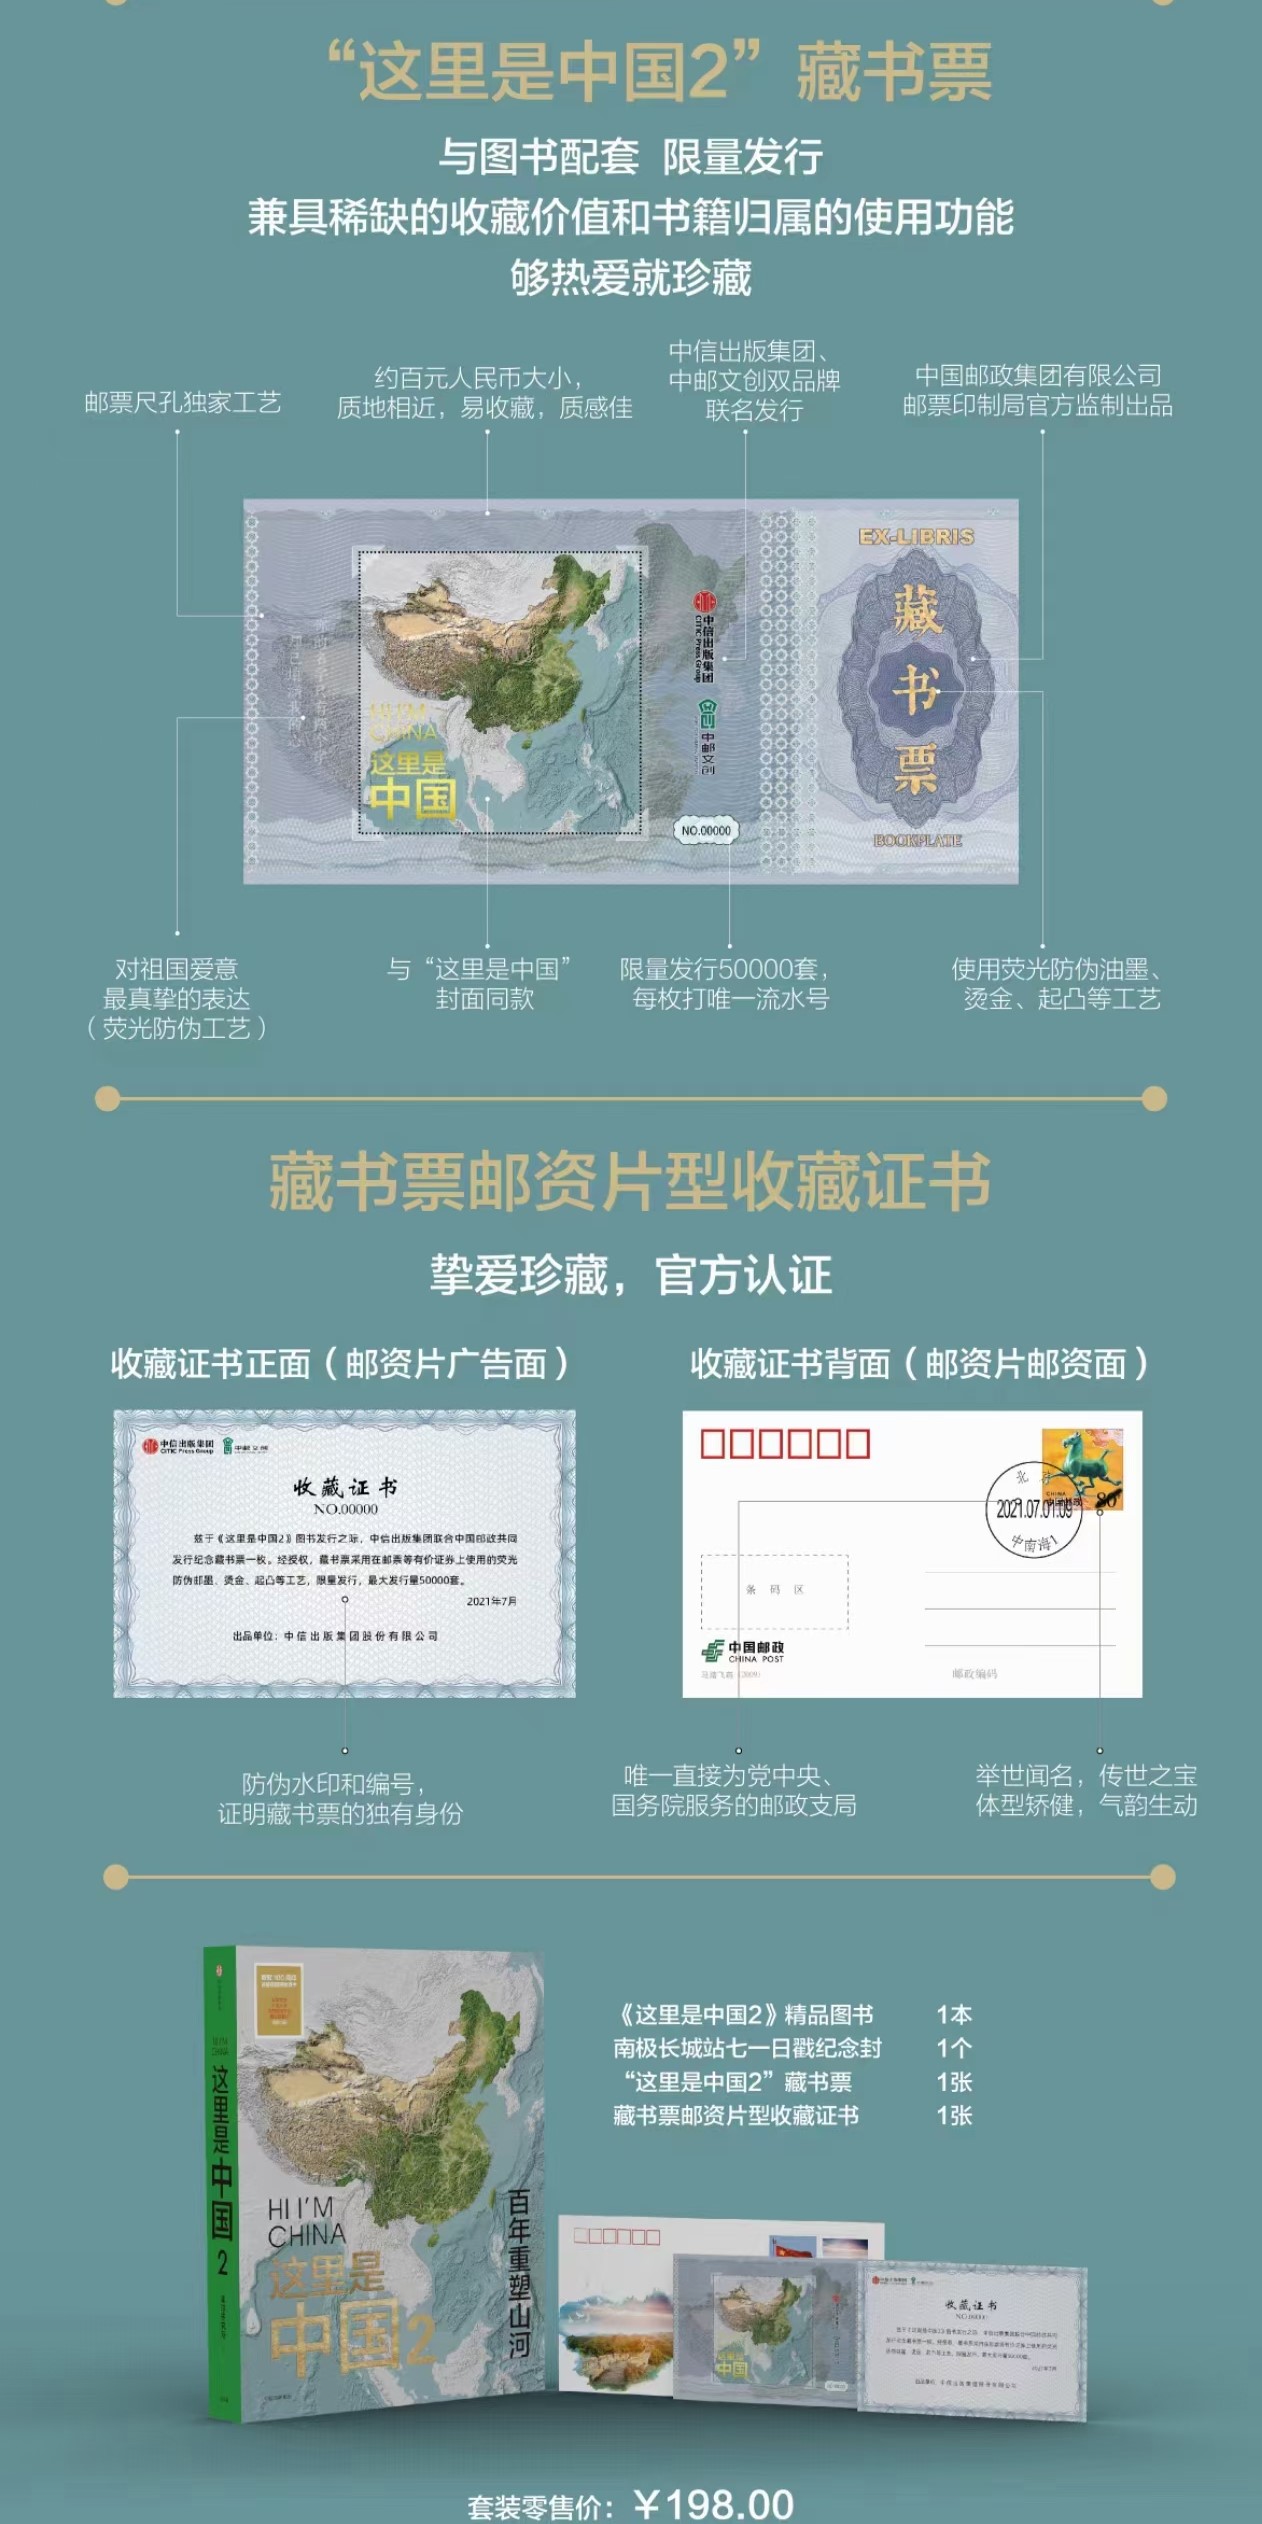 “这里是中国2”藏书票
与图书配套 限量发行
兼具稀缺的收藏价值和书籍归属的使用功能
够热爱就珍藏
邮票尺孔独家工艺
约百元人民币大小，
质地相近，易收藏，质感佳
中信出版集团、
中邮文创双品牌
联名发行
中国邮政集团有限公司
邮票印制局官方监制出品
HI I'M
CHINA
这里是
中国
中信出版集团
CITIC Press Group
中邮文创
NO.00000
EX-LIBRIS
藏
书
票
BOOKPLATE
对祖国爱意
最真挚的表达
（荧光防伪工艺）
与“这里是中国”
封面同款
限量发行50000套，
每枚打唯一流水号
使用荧光防伪油墨、
烫金、起凸等工艺
藏书票邮资片型收藏证书
挚爱珍藏，官方认证
收藏证书正面（邮资片广告面）
收藏证书背面（邮资片邮资面）
中信出版集团
CITIC Press Group
中邮文创
收藏证书
NO.00000
兹于《这里是中国2》图书发行之际，中信出版集团联合中国邮政共同
发行纪念藏书票一枚。经授权，藏书票采用在邮票等有价证券上使用的荧光
防伪邮墨、烫金、起凸等工艺，限量发行，最大发行量50000套。
2021年7月
出品单位：中信出版集团股份有限公司
北京
2021.07.01.09
中南海1
CHINA
中国邮政
80
条码区
中国邮政
CHINA POST
邮政编码
防伪水印和编号，
证明藏书票的独有身份
唯一直接为党中央、
国务院服务的邮政支局
举世闻名，传世之宝
体型矫健，气韵生动
这里是中国2
HI I'M
CHINA
这里是
中国2
百年重塑山河
《这里是中国2》精品图书 1本
南极长城站七一日戳纪念封 1个
“这里是中国2”藏书票 1张
藏书票邮资片型收藏证书 1张
这里是
中国
收藏证书
套装零售价：￥198.00